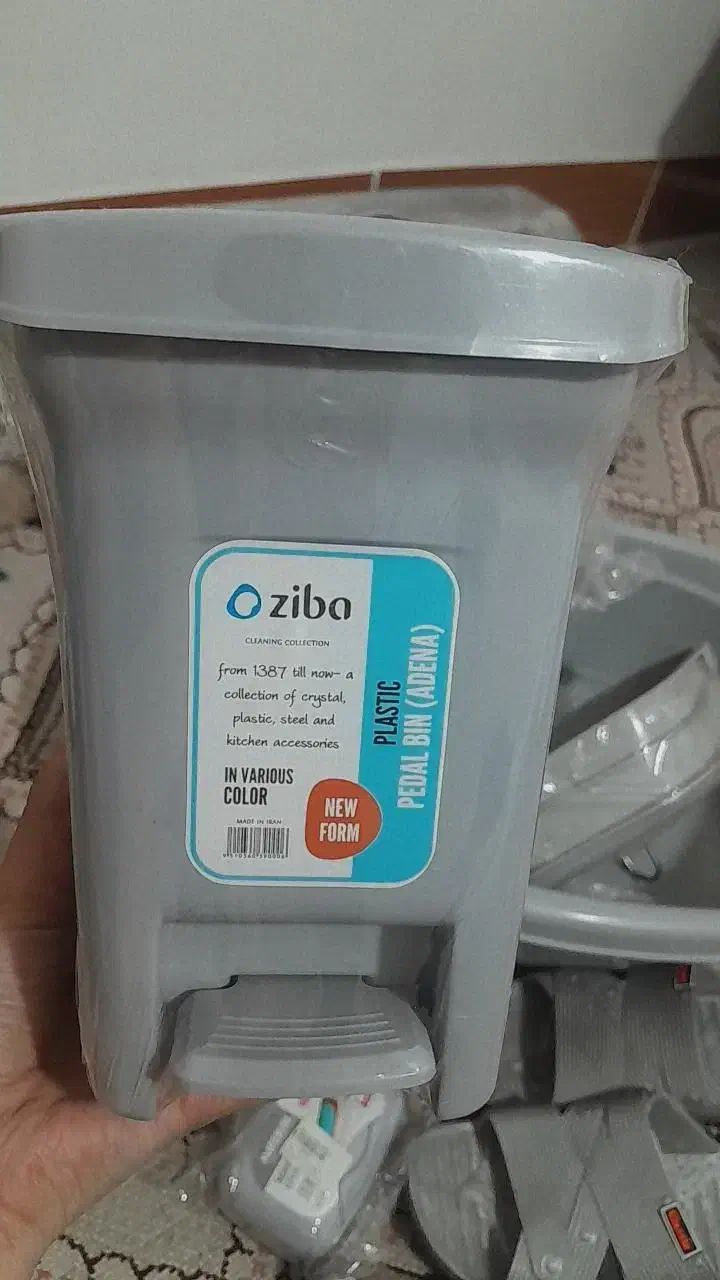 ziba
CLEANING COLLECTION
from 1387 till now- a
collection of crystal,
plastic, steel and
kitchen accessories
IN VARIOUS
COLOR
MADE IN IRAN
NEW
FORM
PLASTIC
PEDAL BIN (ADENA)